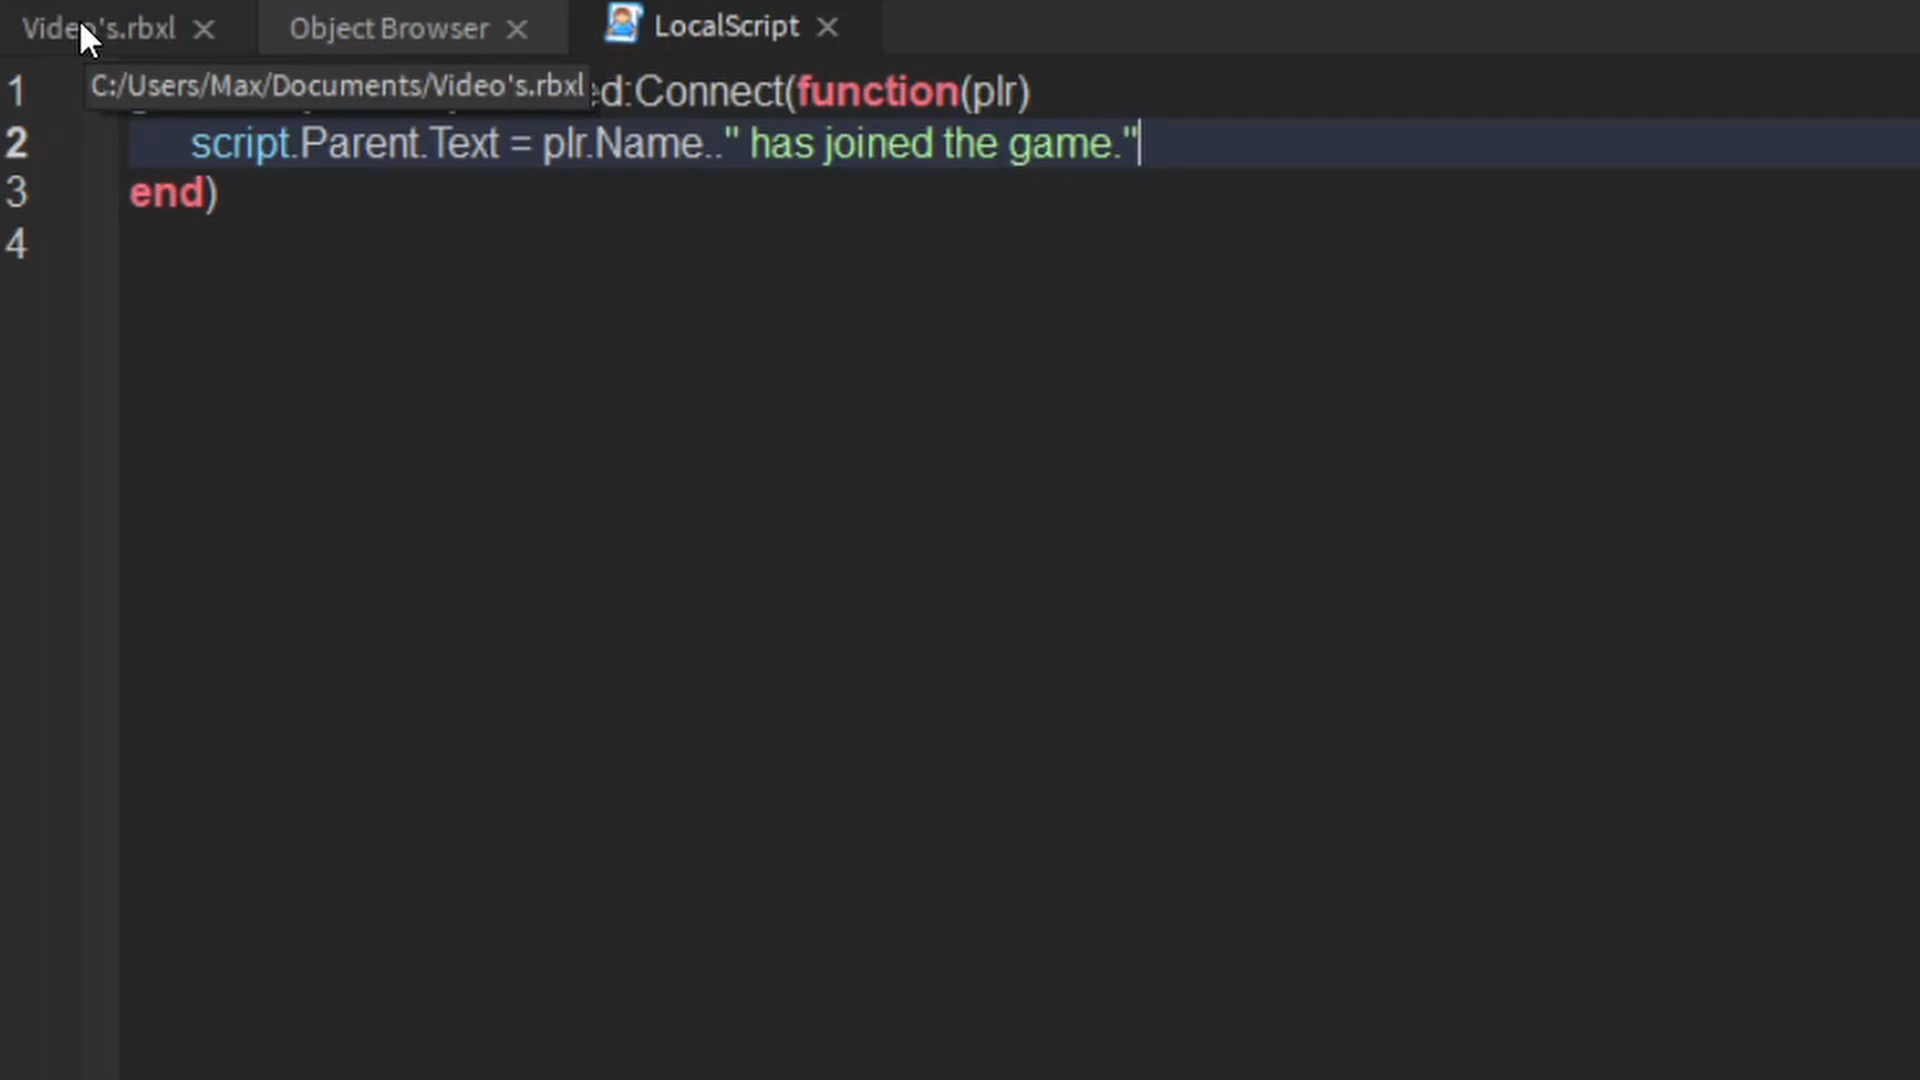 Video's.rbxl Object Browser LocalScript
C:/Users/Max/Documents/Video's.rbxl
1 ed:Connect(function(plr)
2 script.Parent.Text = plr.Name.." has joined the game."
3 end)
4